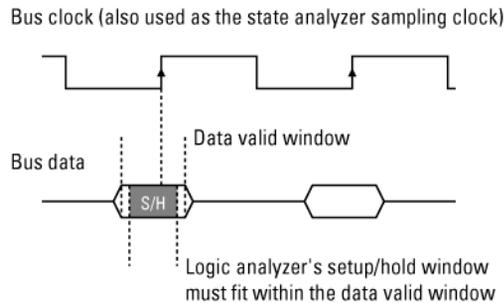 Bus clock (also used as the state analyzer sampling clock)
Data valid window
Bus data
S/H
Logic analyzer's setup/hold window
must fit within the data valid window